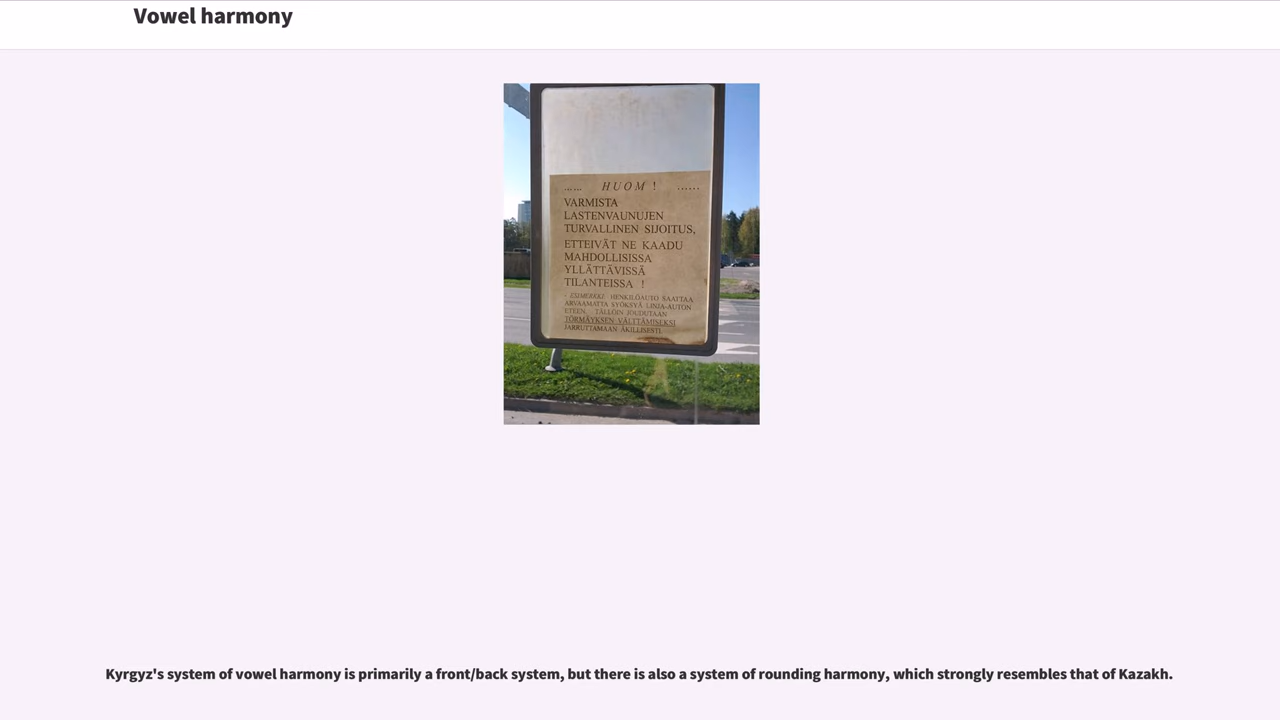 Vowel harmony
...... HUOM! ......
VARMISTA
LASTENVAUNUJEN
TURVALLINEN SIJOITUS,
ETTEIVÄT NE KAADU
MAHDOLLISISSA
YLLÄTTÄVISSÄ
TILANTEISSA !
- ESIMERKKI: HENKILÖAUTO SAATTAA
ARVAAMATTA SYÖKSYÄ LINJA-AUTON
ETEEN. TÄLLÖIN JOUDUTAAN
TÖRMÄYKSEN VÄLTTÄMISEKSI
JARRUTTAMAAN ÄKILLISESTI.
Kyrgyz's system of vowel harmony is primarily a front/back system, but there is also a system of rounding harmony, which strongly resembles that of Kazakh.